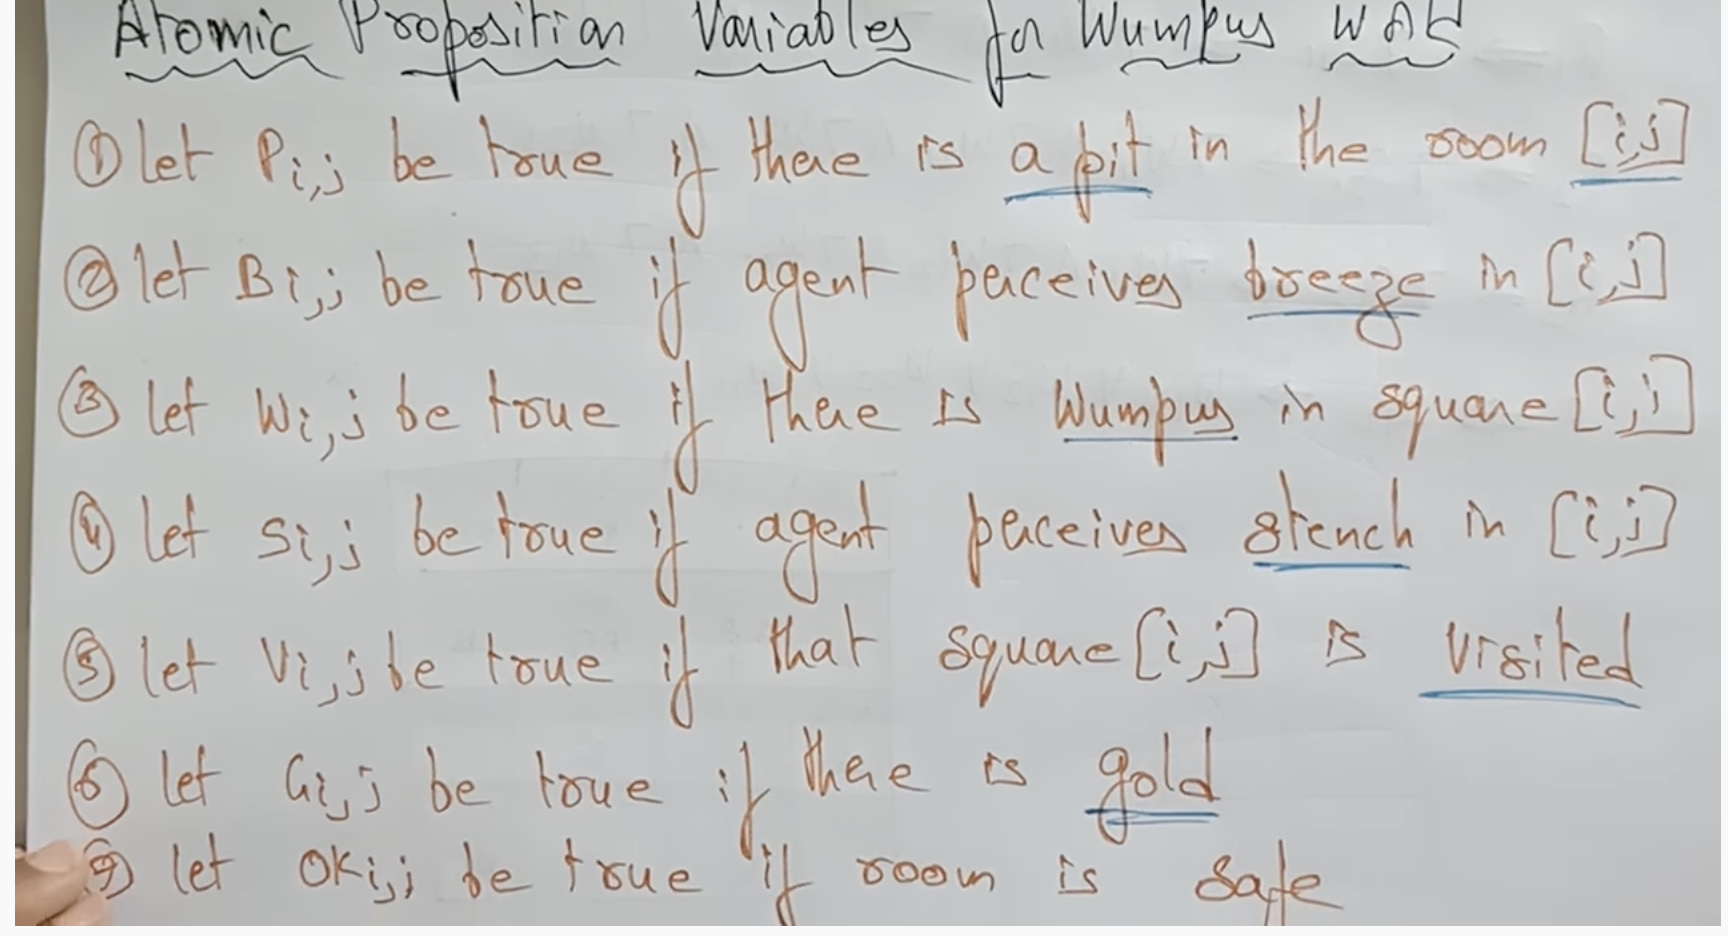 Atomic Proposition Variables for Wumpus
① let Pi,j be true if there is a pit in the room [i,j]
② let Bi,j be true if agent perceives breeze in [i,j]
③ let Wi,j be true if there is Wumpus in square [i,j]
④ let Si,j be true if agent perceives stench in [i,j]
⑤ let Vi,j be true if that square [i,j] is visited
⑥ let Gi,j be true if there is gold
⑦ let OKi,j be true if room is safe